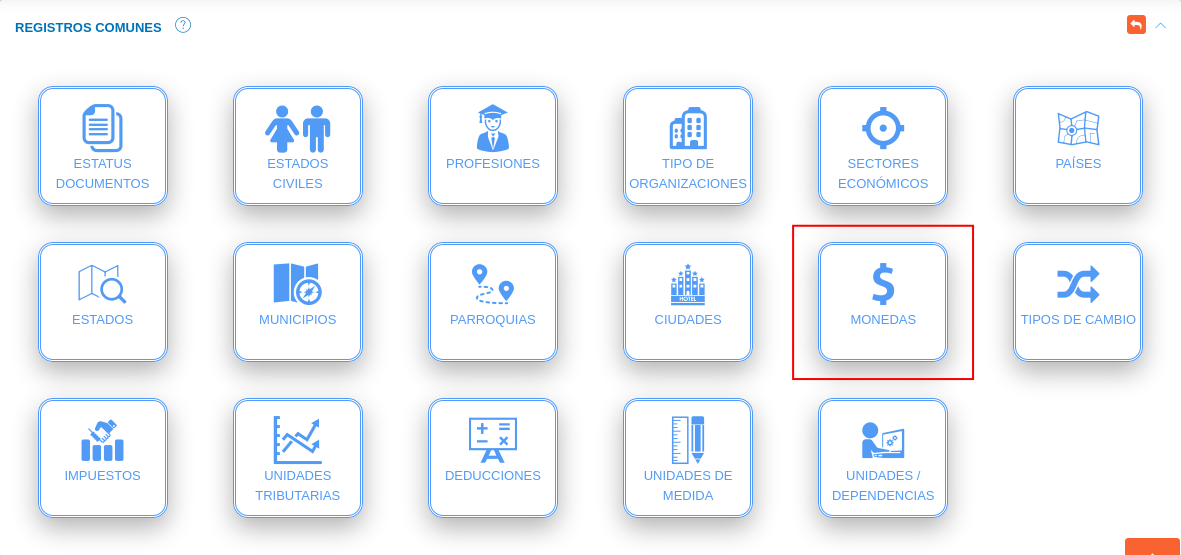 REGISTROS COMUNES ?
ESTATUS
DOCUMENTOS
ESTADOS
CIVILES
PROFESIONES
TIPO DE
ORGANIZACIONES
SECTORES
ECONÓMICOS
PAÍSES
ESTADOS
MUNICIPIOS
PARROQUIAS
HOTEL
CIUDADES
$
MONEDAS
TIPOS DE CAMBIO
IMPUESTOS
UNIDADES
TRIBUTARIAS
DEDUCCIONES
UNIDADES DE
MEDIDA
UNIDADES /
DEPENDENCIAS